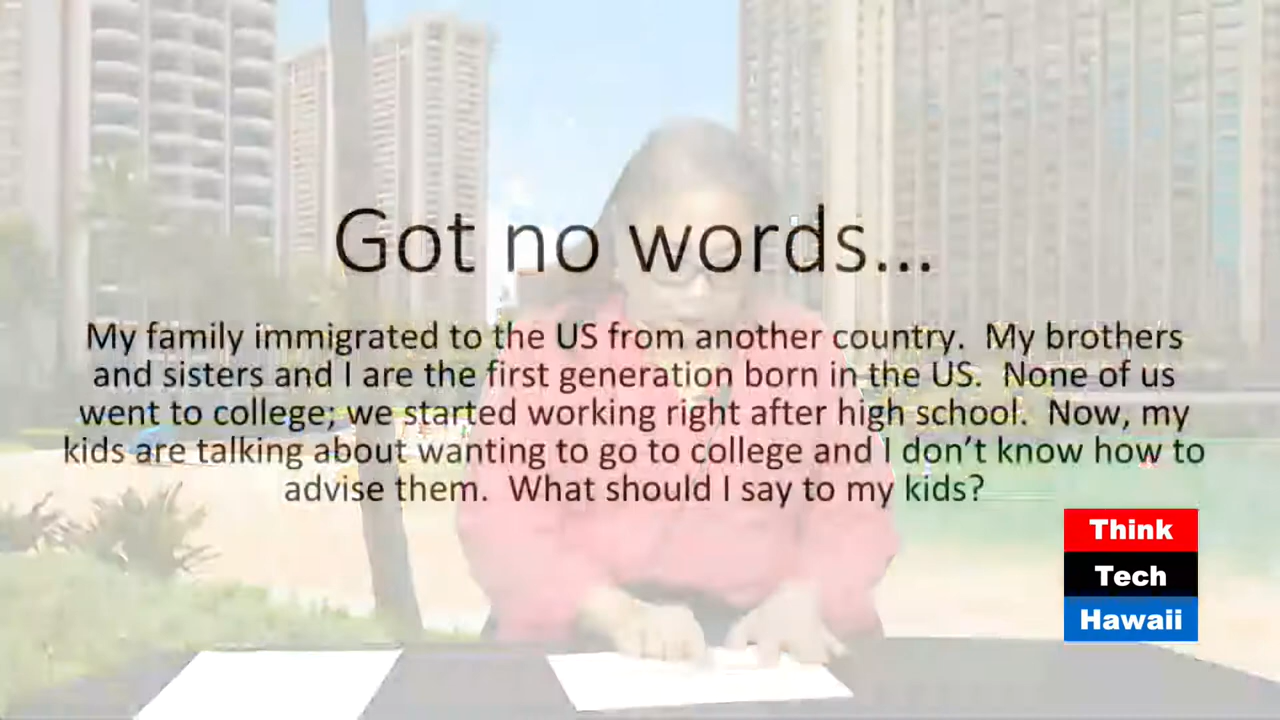 Got no words...
My family immigrated to the US from another country.  My brothers
and sisters and I are the first generation born in the US.  None of us
went to college; we started working right after high school.  Now, my
kids are talking about wanting to go to college and I don’t know how to
advise them.  What should I say to my kids?
Think
Tech
Hawaii